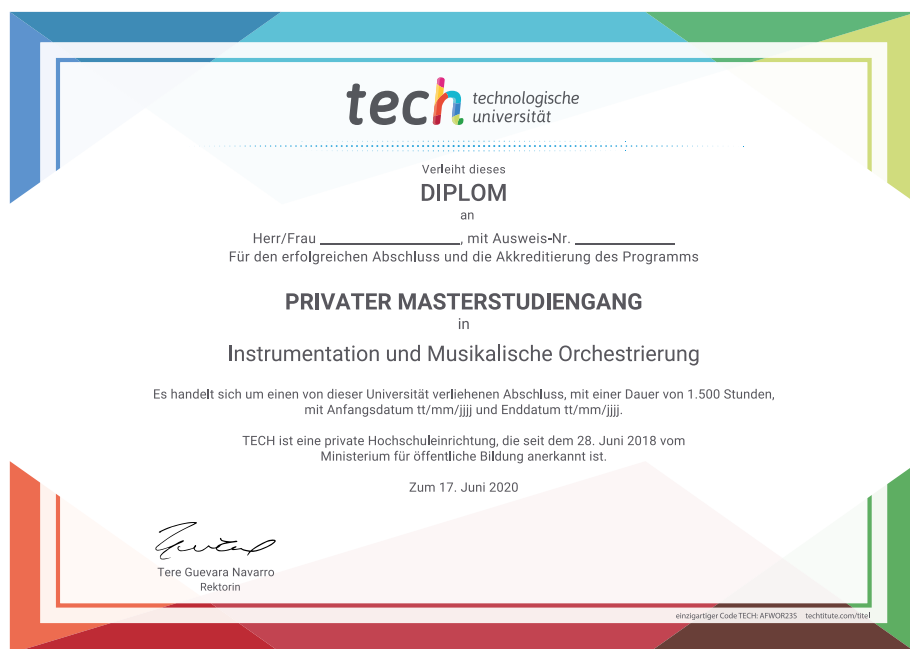 tech technologische
universität
Verleiht dieses
DIPLOM
an
Herr/Frau ____________________, mit Ausweis-Nr. __________________
Für den erfolgreichen Abschluss und die Akkreditierung des Programms
PRIVATER MASTERSTUDIENGANG
in
Instrumentation und Musikalische Orchestrierung
Es handelt sich um einen von dieser Universität verliehenen Abschluss, mit einer Dauer von 1.500 Stunden,
mit Anfangsdatum tt/mm/jjjj und Enddatum tt/mm/jjjj.
TECH ist eine private Hochschuleinrichtung, die seit dem 28. Juni 2018 vom
Ministerium für öffentliche Bildung anerkannt ist.
Zum 17. Juni 2020
Tere Guevara Navarro
Rektorin
einzigartiger Code TECH: AFWOR235 techtitute.com/titel